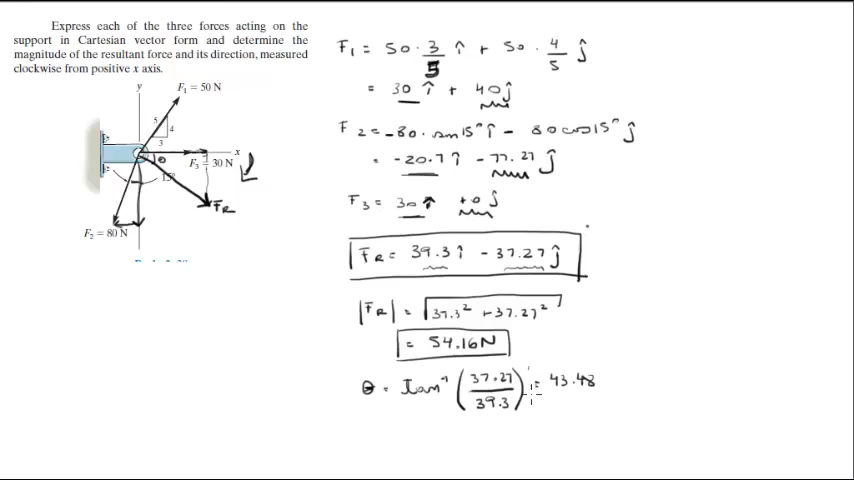 Express each of the three forces acting on the
support in Cartesian vector form and determine the
magnitude of the resultant force and its direction, measured
clockwise from positive x axis.
y
F₁ = 50 N
5
4
3
x
F₃ = 30 N
θ
15°
F_R
F₂ = 80 N
F₁ = 50 · 3/5 î + 50 · 4/5 ĵ
= 30 î + 40 ĵ
F₂ = -80 · sin15° î - 80 cos15° ĵ
= -20.7 î - 77.27 ĵ
F₃ = 30 î + 0 ĵ
F_R = 39.3 î - 37.27 ĵ
|F_R| = √(39.3² + 37.27²)
= 54.16N
θ = tan⁻¹ (37.27/39.3) = 43.48